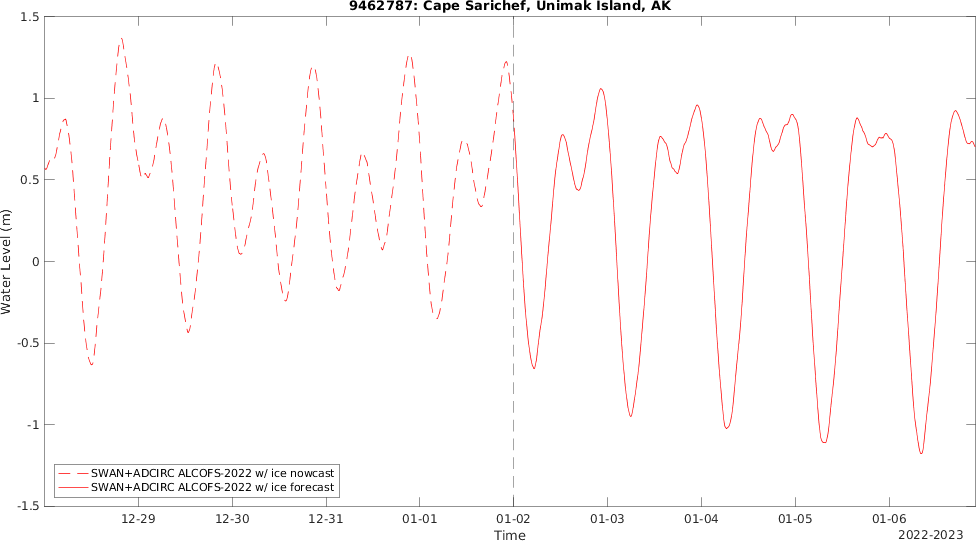 9462787: Cape Sarichef, Unimak Island, AK
1.5
1
0.5
0
-0.5
-1
-1.5
Water Level (m)
SWAN+ADCIRC ALCOFS-2022 w/ ice nowcast
SWAN+ADCIRC ALCOFS-2022 w/ ice forecast
12-29 12-30 12-31 01-01 01-02 01-03 01-04 01-05 01-06
Time
2022-2023